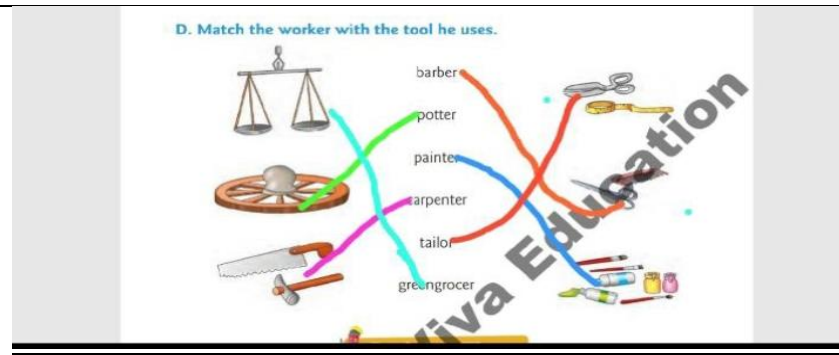 D. Match the worker with the tool he uses.
barber
potter
painter
carpenter
tailor
greengrocer
Viva Education